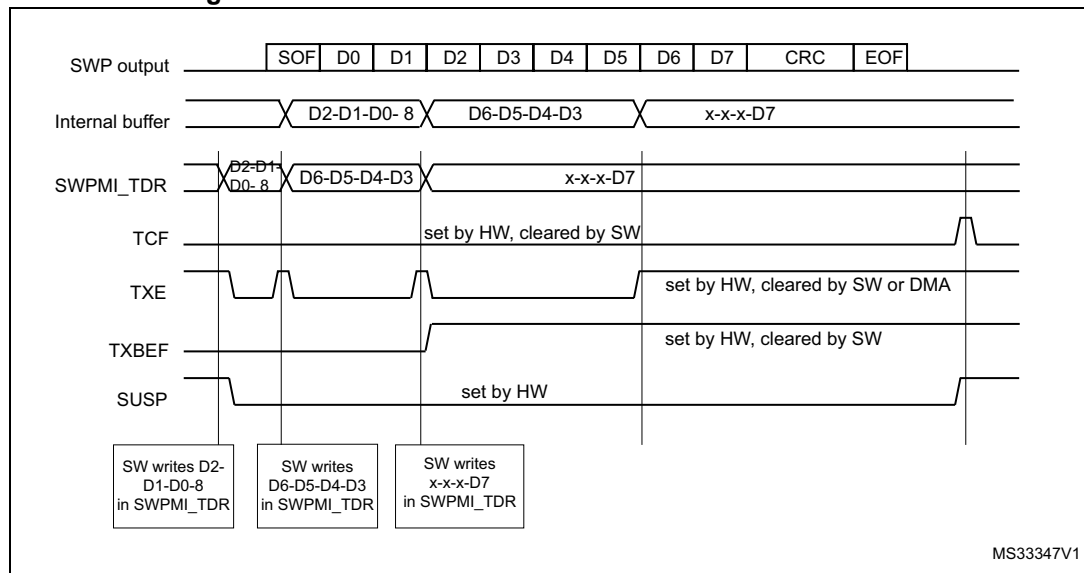 SWP output SOF D0 D1 D2 D3 D4 D5 D6 D7 CRC EOF
Internal buffer D2-D1-D0- 8 D6-D5-D4-D3 x-x-x-D7
SWPMI_TDR D2-D1-
D0- 8 D6-D5-D4-D3 x-x-x-D7
TCF set by HW, cleared by SW
TXE set by HW, cleared by SW or DMA
TXBEF set by HW, cleared by SW
SUSP set by HW
SW writes D2-
D1-D0-8
in SWPMI_TDR
SW writes
D6-D5-D4-D3
in SWPMI_TDR
SW writes
x-x-x-D7
in SWPMI_TDR
MS33347V1